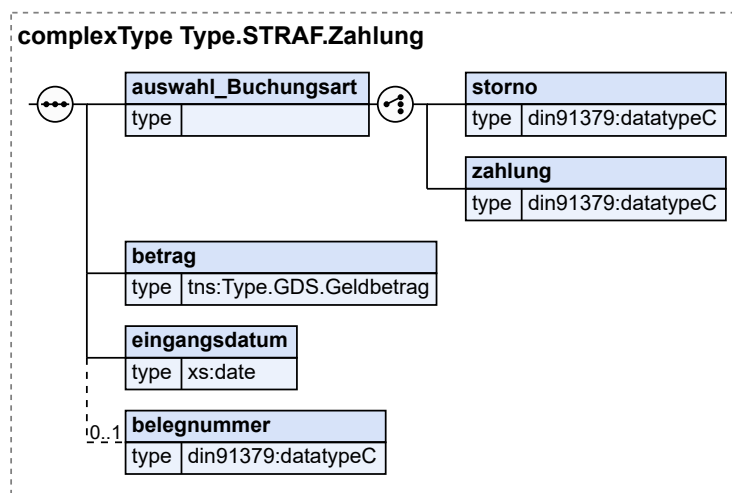 complexType Type.STRAF.Zahlung
auswahl_Buchungsart
type
storno
type din91379:datatypeC
zahlung
type din91379:datatypeC
betrag
type tns:Type.GDS.Geldbetrag
eingangsdatum
type xs:date
0..1
belegnummer
type din91379:datatypeC